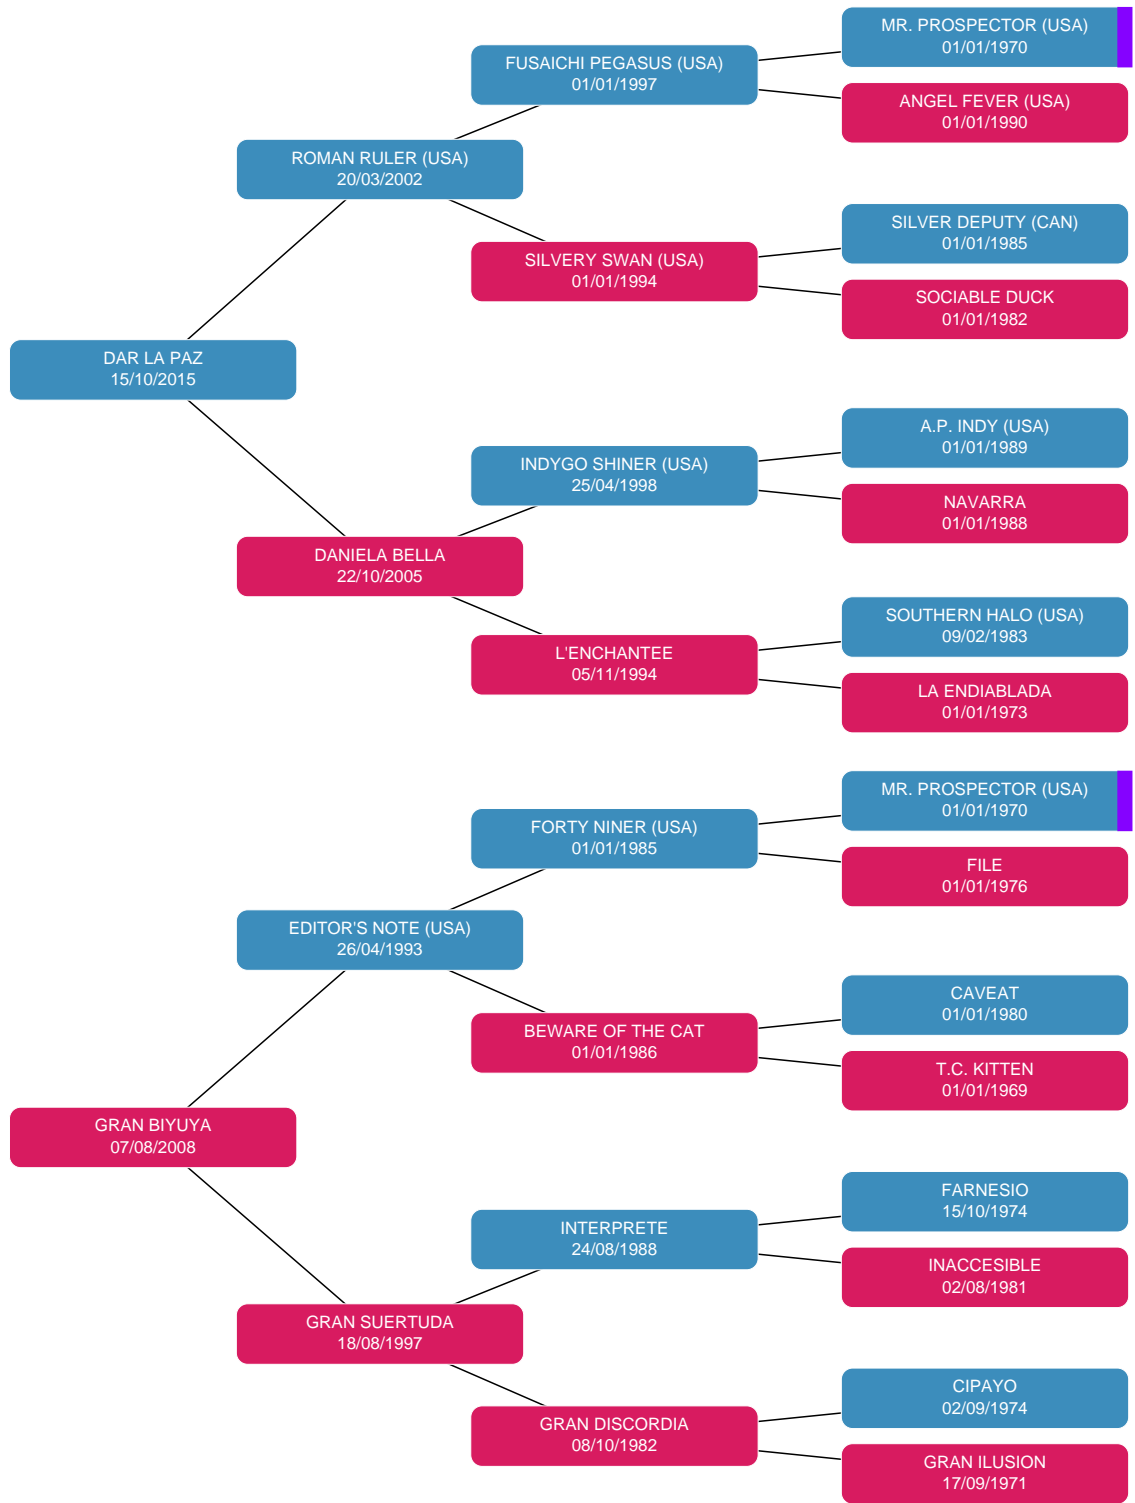 MR. PROSPECTOR (USA)
01/01/1970
FUSAICHI PEGASUS (USA)
01/01/1997
ANGEL FEVER (USA)
01/01/1990
ROMAN RULER (USA)
20/03/2002
SILVER DEPUTY (CAN)
01/01/1985
SILVERY SWAN (USA)
01/01/1994
SOCIABLE DUCK
01/01/1982
DAR LA PAZ
15/10/2015
A.P. INDY (USA)
01/01/1989
INDYGO SHINER (USA)
25/04/1998
NAVARRA
01/01/1988
DANIELA BELLA
22/10/2005
SOUTHERN HALO (USA)
09/02/1983
L'ENCHANTEE
05/11/1994
LA ENDIABLADA
01/01/1973
MR. PROSPECTOR (USA)
01/01/1970
FORTY NINER (USA)
01/01/1985
FILE
01/01/1976
EDITOR'S NOTE (USA)
26/04/1993
CAVEAT
01/01/1980
BEWARE OF THE CAT
01/01/1986
T.C. KITTEN
01/01/1969
GRAN BIYUYA
07/08/2008
FARNESIO
15/10/1974
INTERPRETE
24/08/1988
INACCESIBLE
02/08/1981
GRAN SUERTUDA
18/08/1997
CIPAYO
02/09/1974
GRAN DISCORDIA
08/10/1982
GRAN ILUSION
17/09/1971